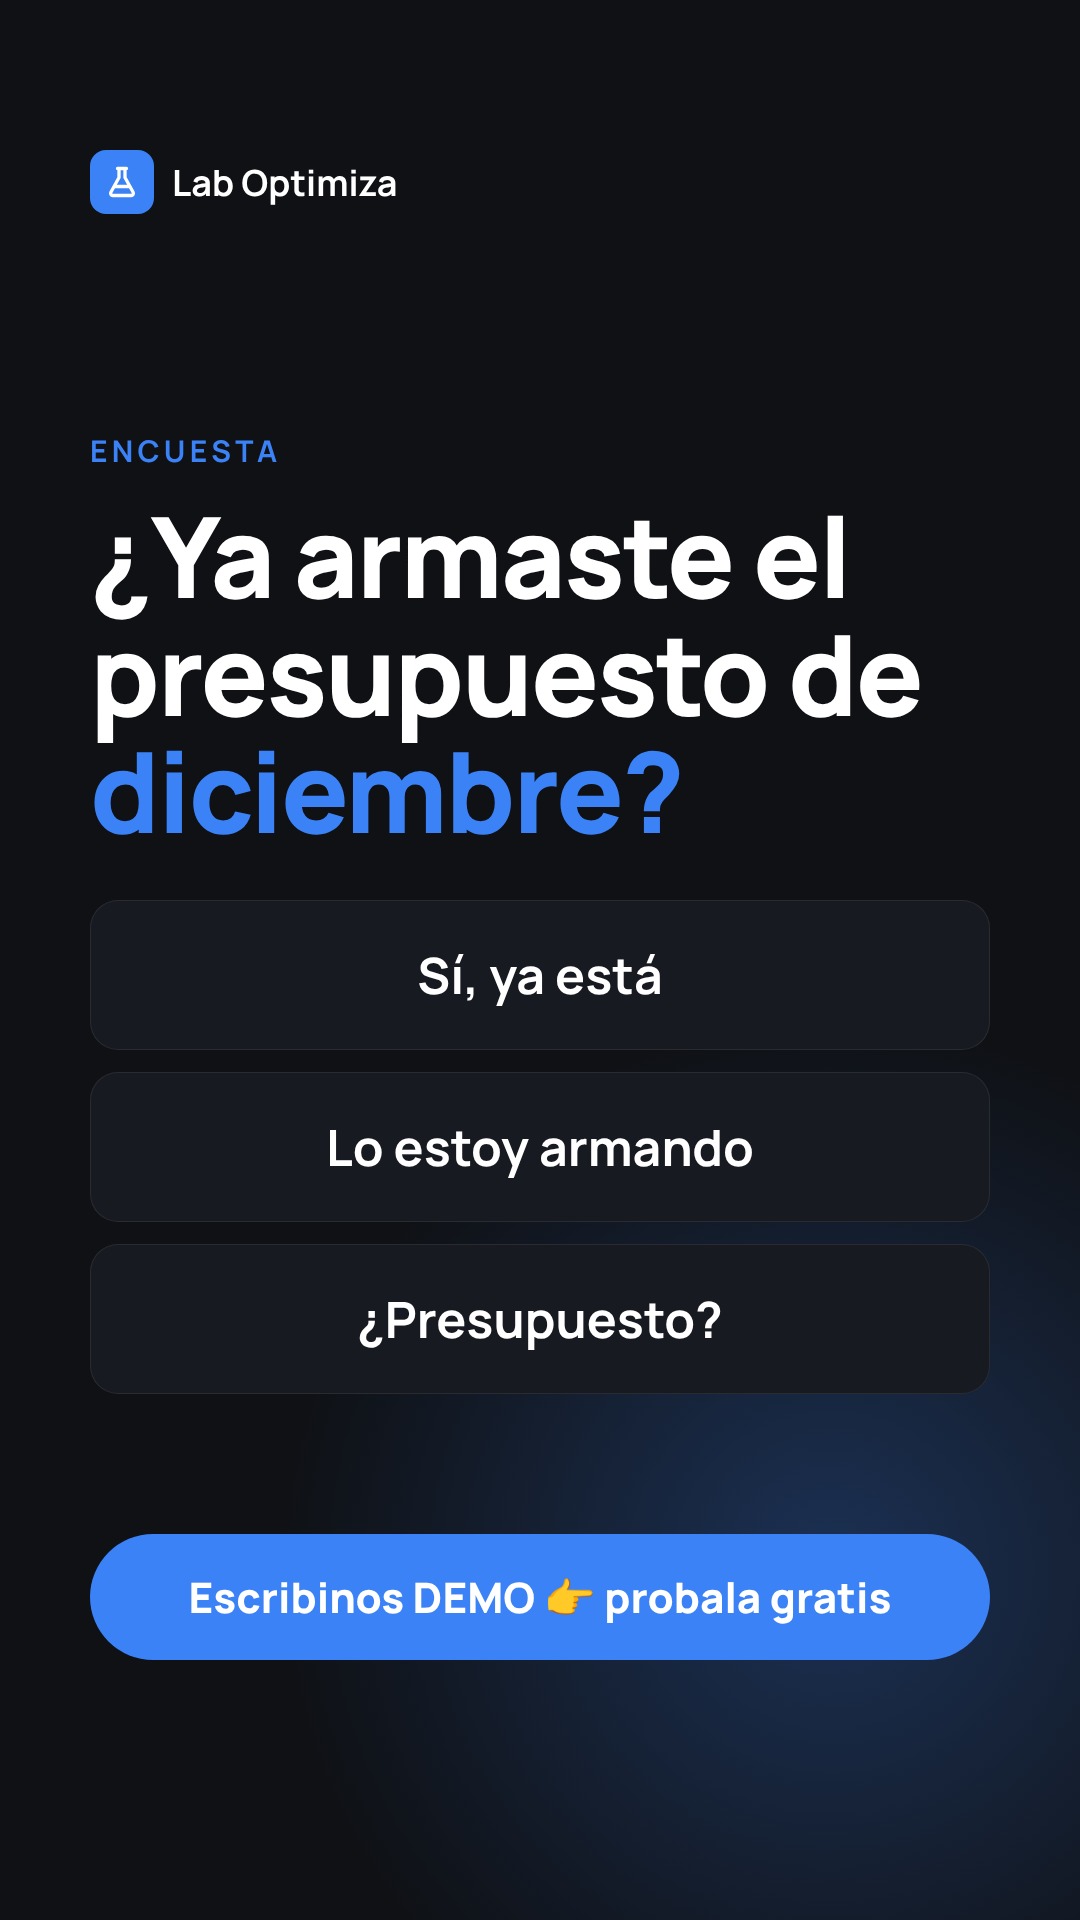 Lab Optimiza
ENCUESTA
¿Ya armaste el
presupuesto de
diciembre?
Sí, ya está
Lo estoy armando
¿Presupuesto?
Escribinos DEMO 👉 probala gratis